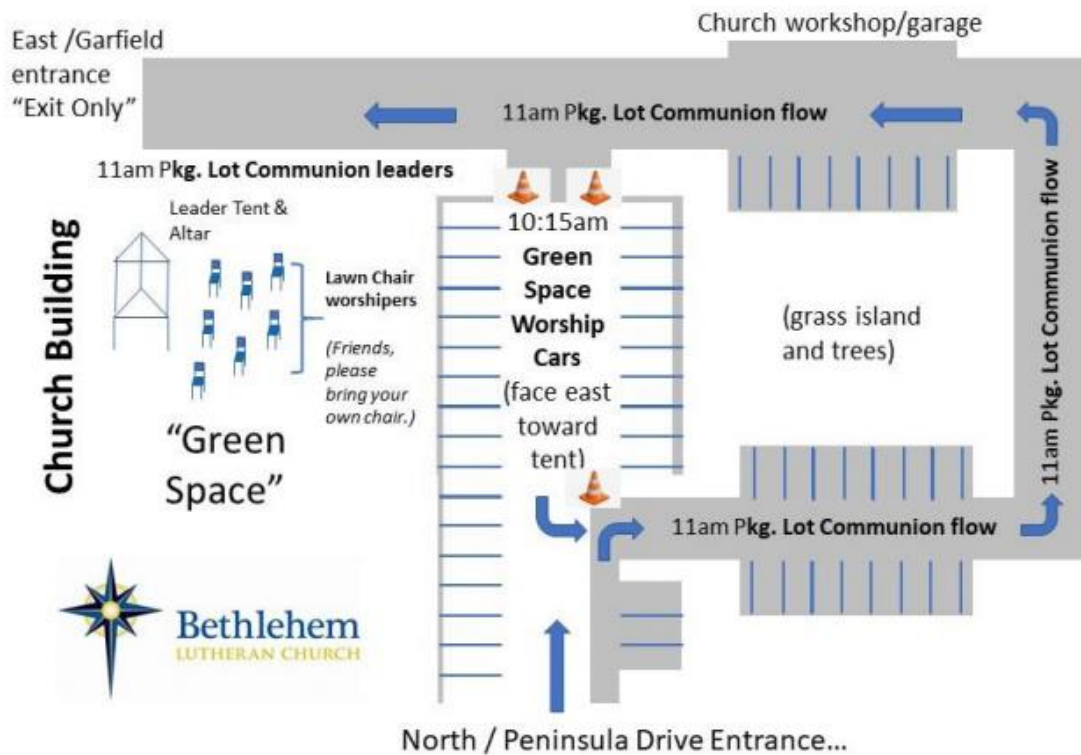 East /Garfield
entrance
“Exit Only”
Church workshop/garage
11am Pkg. Lot Communion flow
11am Pkg. Lot Communion leaders
Leader Tent &
Altar
Church Building
Lawn Chair
worshipers
(Friends,
please
bring your
own chair.)
“Green
Space”
10:15am
Green
Space
Worship
Cars
(face east
toward
tent)
(grass island
and trees)
11am Pkg. Lot Communion flow
11am Pkg. Lot Communion flow
Bethlehem
LUTHERAN CHURCH
North / Peninsula Drive Entrance...